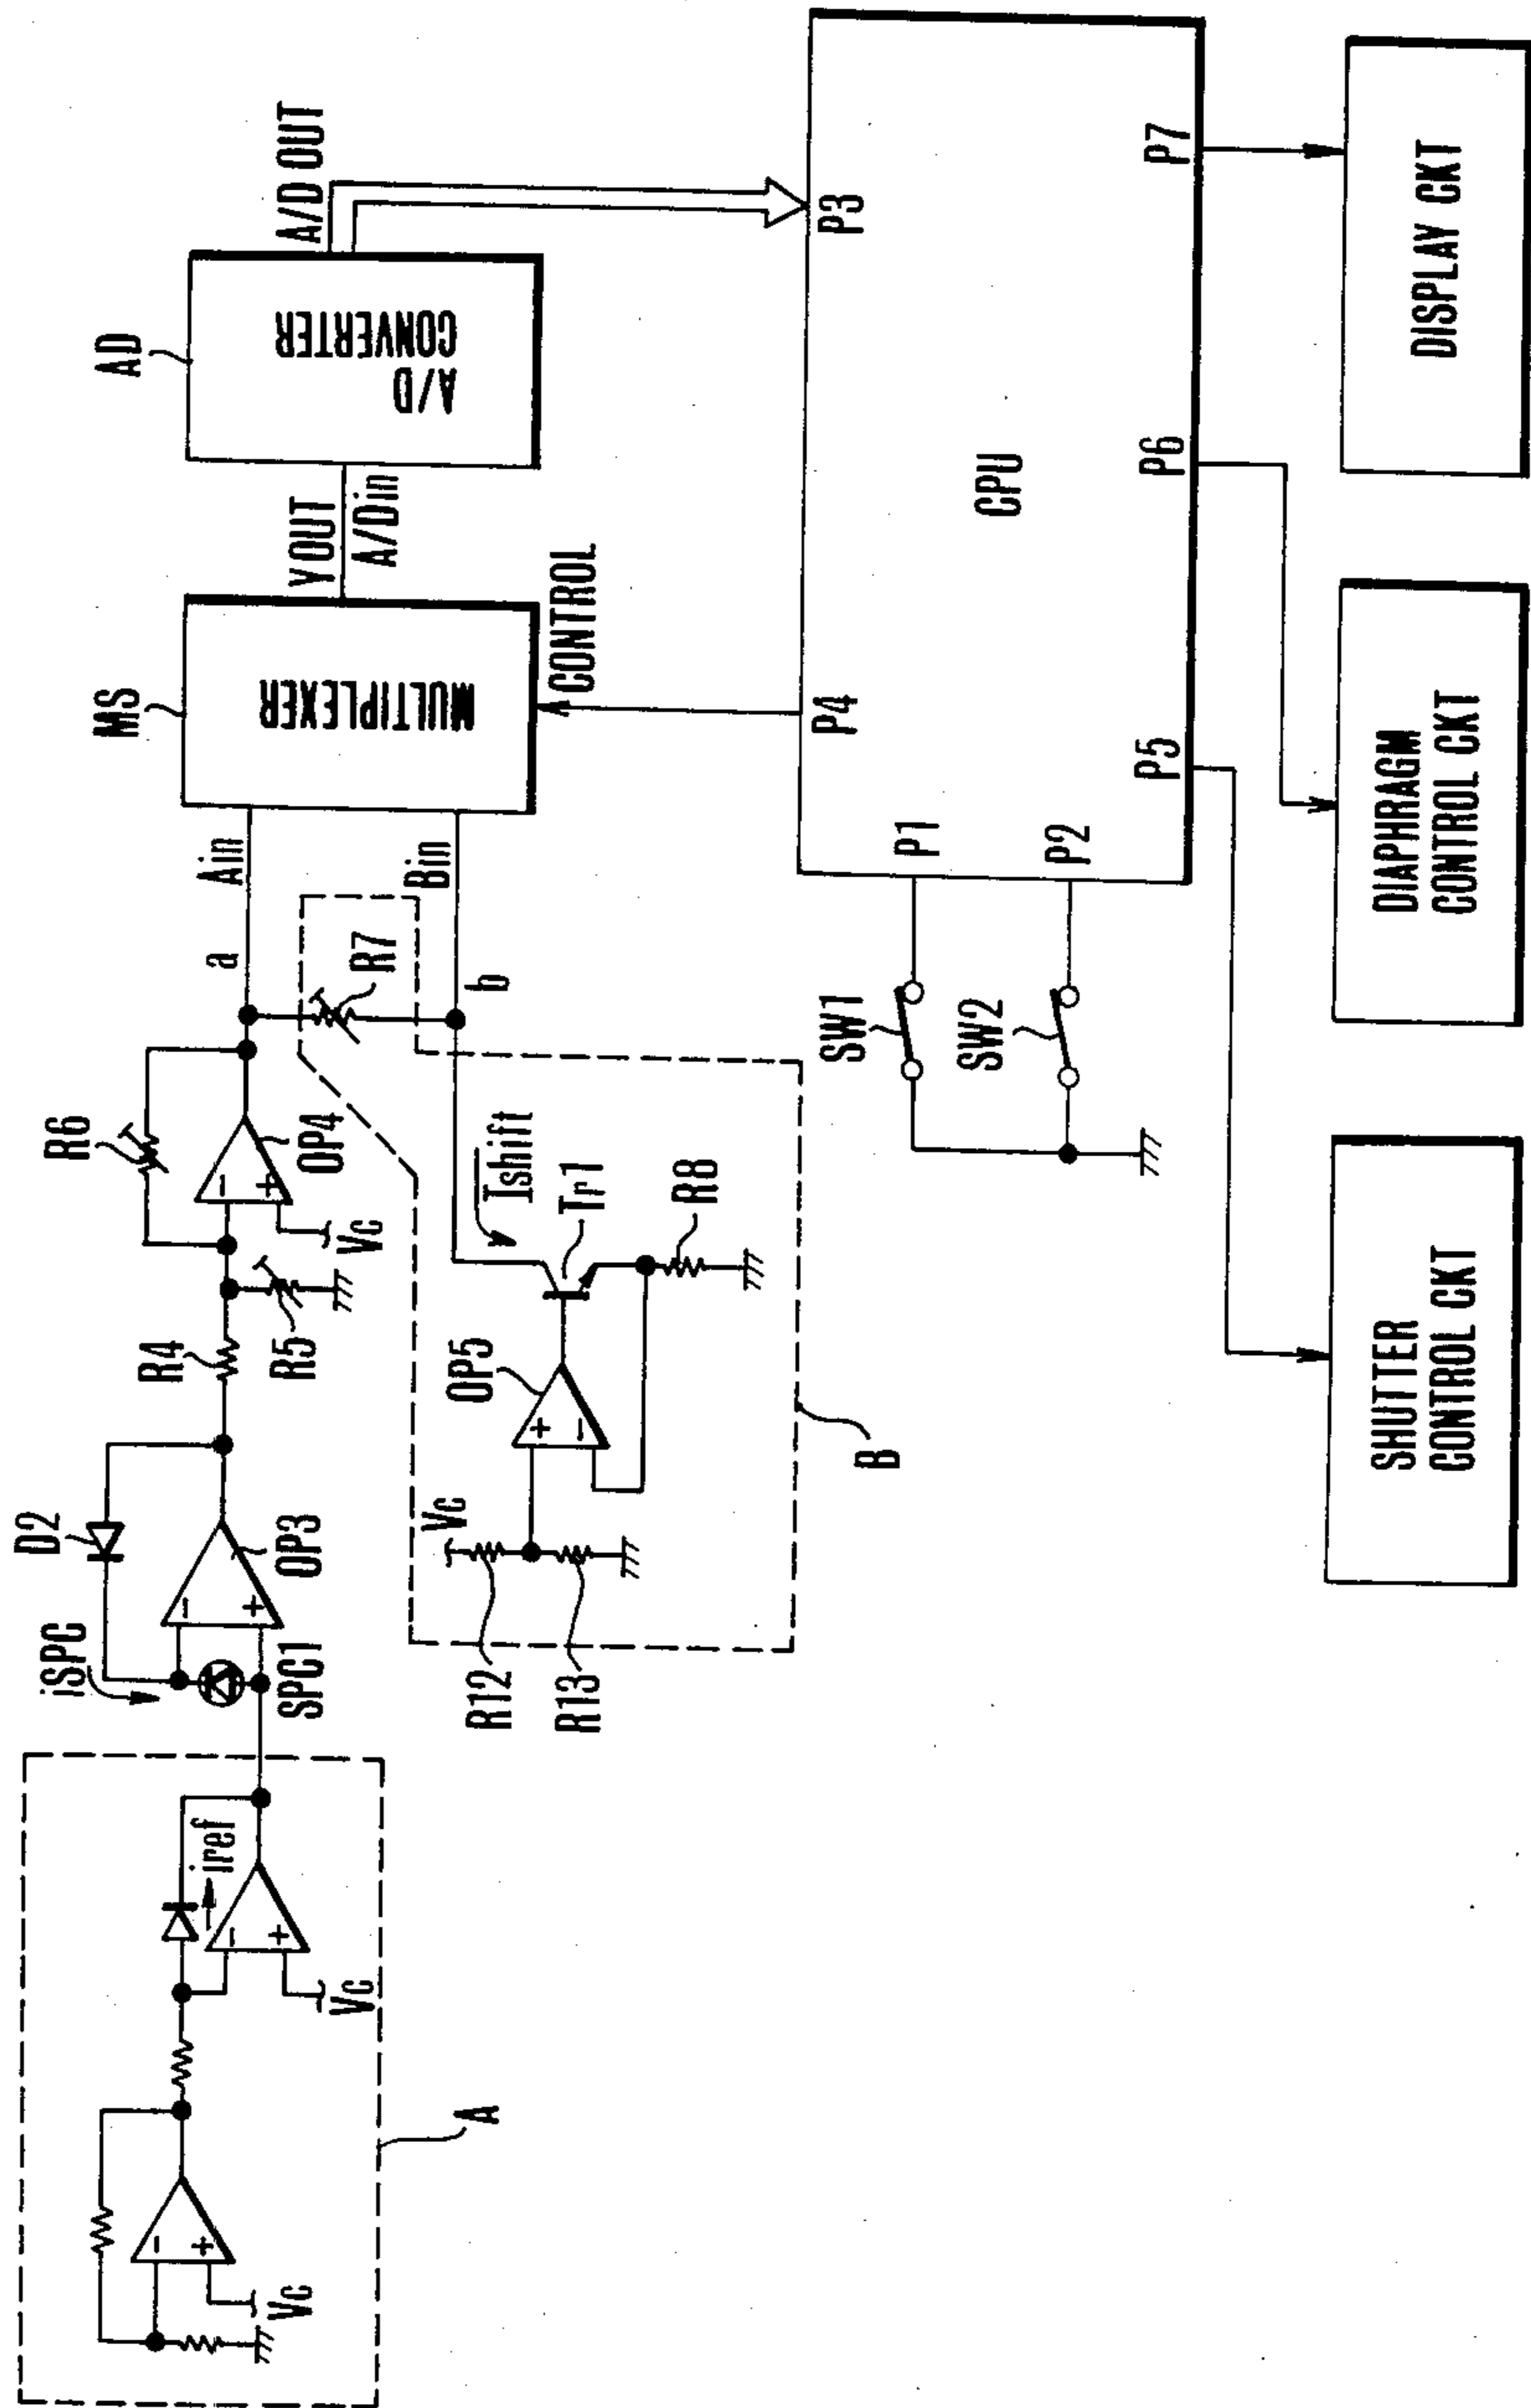 A
Vc
iref
Vc
iSPC
D2
SPC1
OP3
R4
R5
R6
OP4
Vc
a
Ain
R7
b
Bin
MS
MULTIPLEXER
Y OUT
A/Din
AD
A/D
CONVERTER
A/D OUT
CONTROL
B
Vc
R12
R13
OP5
Ishift
Tr1
R8
SW1
SW2
P1
P2
P3
P4
P5
P6
P7
CPU
SHUTTER
CONTROL CKT
DIAPHRAGM
CONTROL CKT
DISPLAY CKT